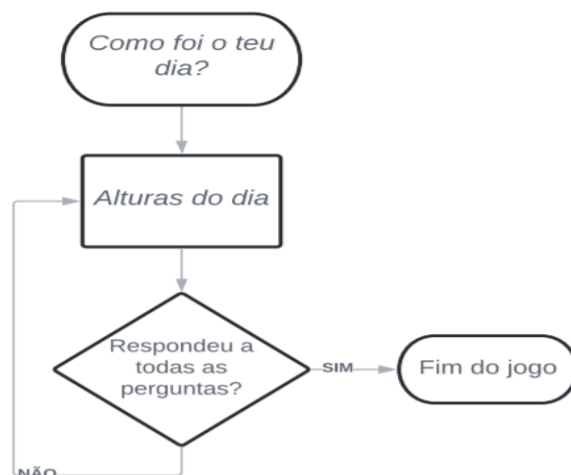 Como foi o teu
dia?
Alturas do dia
Respondeu a
todas as
perguntas?
SIM
Fim do jogo
NÃO